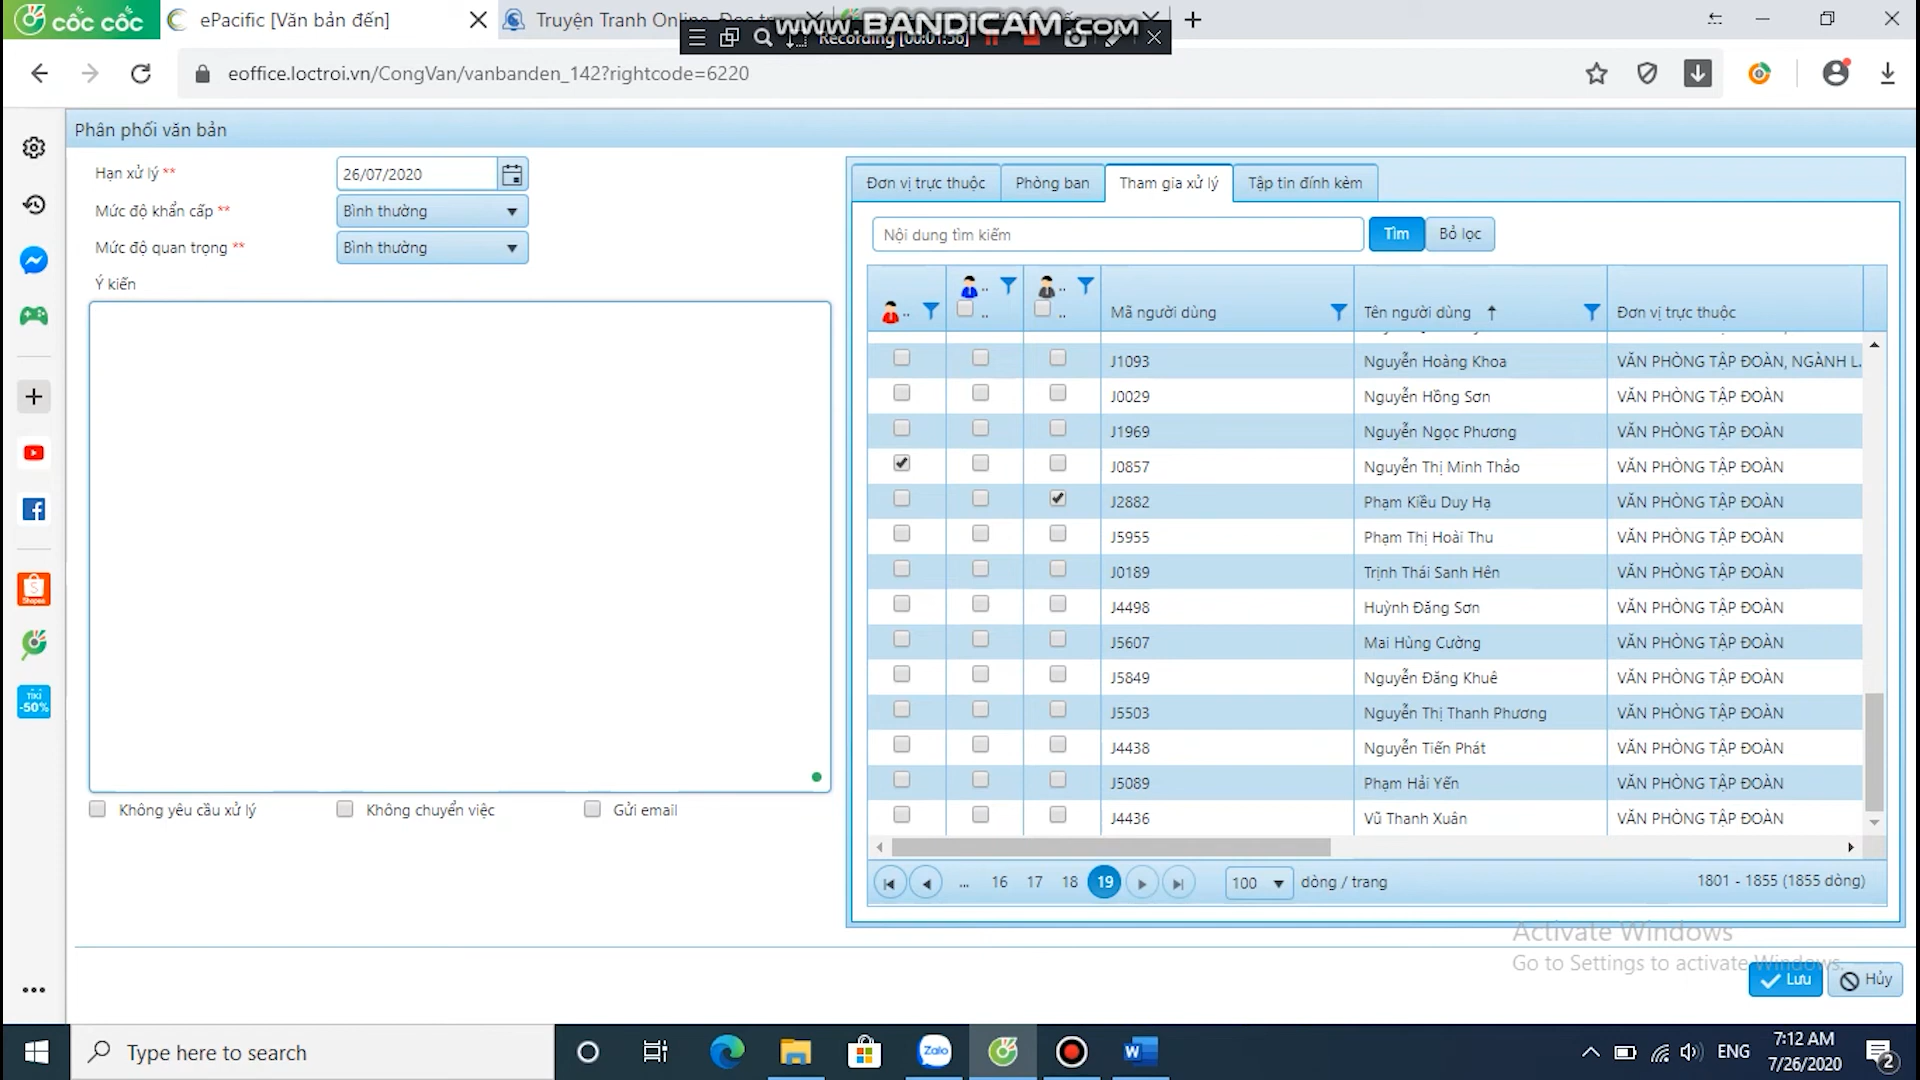 cốc cốc
ePacific [Văn bản đến]
Truyện Tranh Online
www.BANDICAM.com
Recording [00:01:36]
eoffice.loctroi.vn/CongVan/vanbanden_142?rightcode=6220
Phân phối văn bản
Hạn xử lý **
26/07/2020
Mức độ khẩn cấp **
Bình thường
Mức độ quan trọng **
Bình thường
Ý kiến
Không yêu cầu xử lý
Không chuyển việc
Gửi email
Đơn vị trực thuộc
Phòng ban
Tham gia xử lý
Tập tin đính kèm
Nội dung tìm kiếm
Tìm
Bỏ lọc
Mã người dùng
Tên người dùng
Đơn vị trực thuộc
J1093 Nguyễn Hoàng Khoa VĂN PHÒNG TẬP ĐOÀN, NGÀNH L.
J0029 Nguyễn Hồng Sơn VĂN PHÒNG TẬP ĐOÀN
J1969 Nguyễn Ngọc Phương VĂN PHÒNG TẬP ĐOÀN
J0857 Nguyễn Thị Minh Thảo VĂN PHÒNG TẬP ĐOÀN
J2882 Phạm Kiều Duy Hạ VĂN PHÒNG TẬP ĐOÀN
J5955 Phạm Thị Hoài Thu VĂN PHÒNG TẬP ĐOÀN
J0189 Trịnh Thái Sanh Hên VĂN PHÒNG TẬP ĐOÀN
J4498 Huỳnh Đăng Sơn VĂN PHÒNG TẬP ĐOÀN
J5607 Mai Hùng Cường VĂN PHÒNG TẬP ĐOÀN
J5849 Nguyễn Đăng Khuê VĂN PHÒNG TẬP ĐOÀN
J5503 Nguyễn Thị Thanh Phương VĂN PHÒNG TẬP ĐOÀN
J4438 Nguyễn Tiến Phát VĂN PHÒNG TẬP ĐOÀN
J5089 Phạm Hải Yến VĂN PHÒNG TẬP ĐOÀN
J4436 Vũ Thanh Xuân VĂN PHÒNG TẬP ĐOÀN
... 16 17 18 19 100 dòng / trang 1801 - 1855 (1855 dòng)
Activate Windows
Go to Settings to activate Windows.
Lưu
Hủy
Shopee
TIKI
-50%
Type here to search
Zalo
W
ENG
7:12 AM
7/26/2020
2